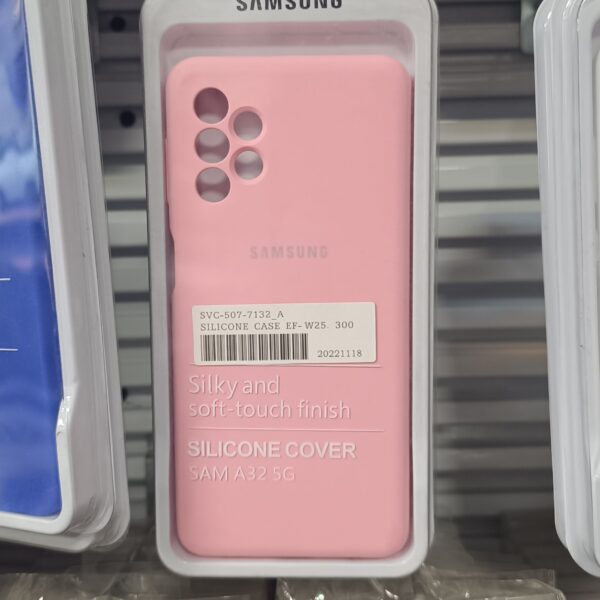 SAMSUNG
SAMSUNG
SVC-507-7132_A
SILICONE CASE EF-W25 300
20221118
Silky and
soft-touch finish
SILICONE COVER
SAM A32 5G